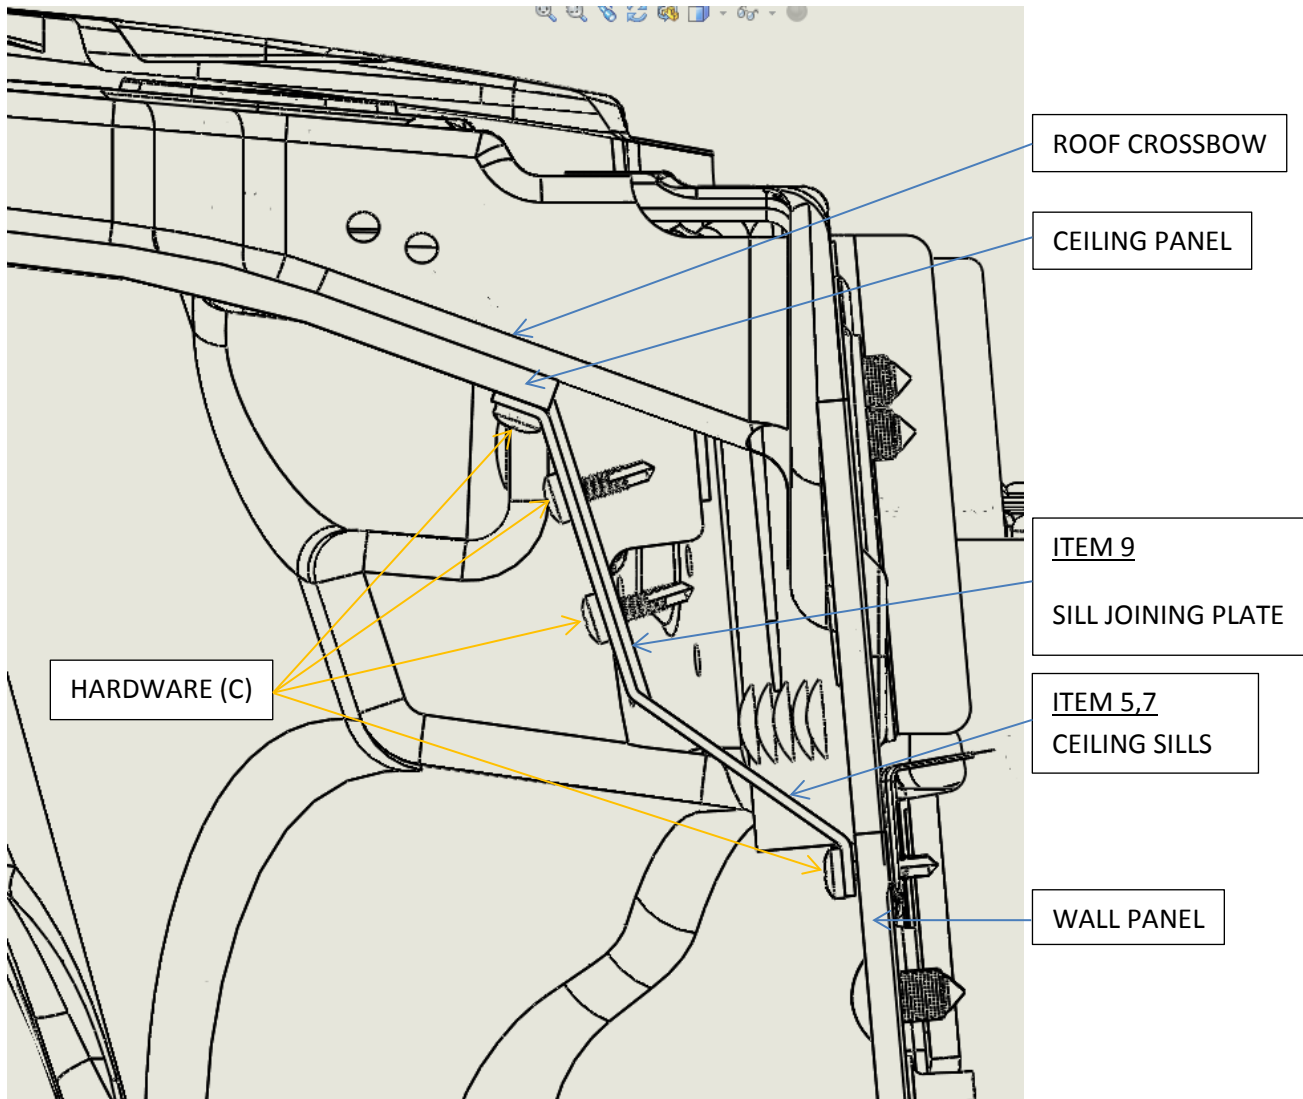 ROOF CROSSBOW
CEILING PANEL
ITEM 9
SILL JOINING PLATE
HARDWARE (C)
ITEM 5,7
CEILING SILLS
WALL PANEL